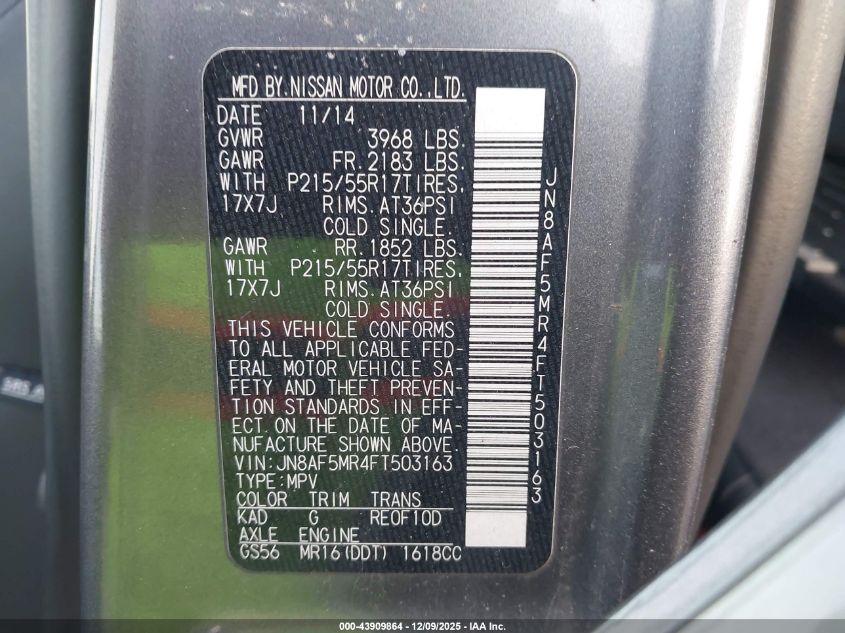 MFD BY.NISSAN MOTOR CO.,LTD.
DATE 11/14
GVWR 3968 LBS.
GAWR FR.2183 LBS.
WITH P215/55R17TIRES.
17X7J RIMS.AT36PSI
COLD SINGLE.
GAWR RR.1852 LBS.
WITH P215/55R17TIRES.
17X7J RIMS.AT36PSI
COLD SINGLE.
THIS VEHICLE CONFORMS
TO ALL APPLICABLE FED-
ERAL MOTOR VEHICLE SA-
FETY AND THEFT PREVEN-
TION STANDARDS IN EFF-
ECT ON THE DATE OF MA-
NUFACTURE SHOWN ABOVE.
VIN:JN8AF5MR4FT503163
TYPE:MPV
COLOR TRIM TRANS
KAD G RE0F10D
AXLE ENGINE
GS56 MR16(DDT) 1618CC
JN8AF5MR4FT503163
000-43909864 / 12/09/2025 - IAA Inc.